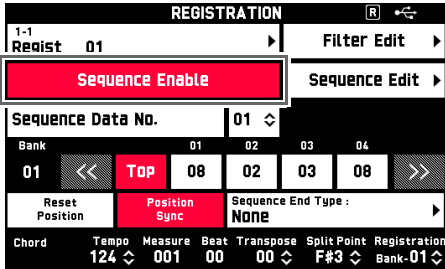 REGISTRATION R
1-1
Regist 01
Filter Edit
Sequence Enable
Sequence Edit
Sequence Data No. 01
Bank 01 02 03 04
01 << TOP 08 02 03 08 >>
Reset Position
Position Sync
Sequence End Type :
None
Chord Tempo Measure Beat Transpose Split Point Registration
124 001 00 00 F#3 Bank-01